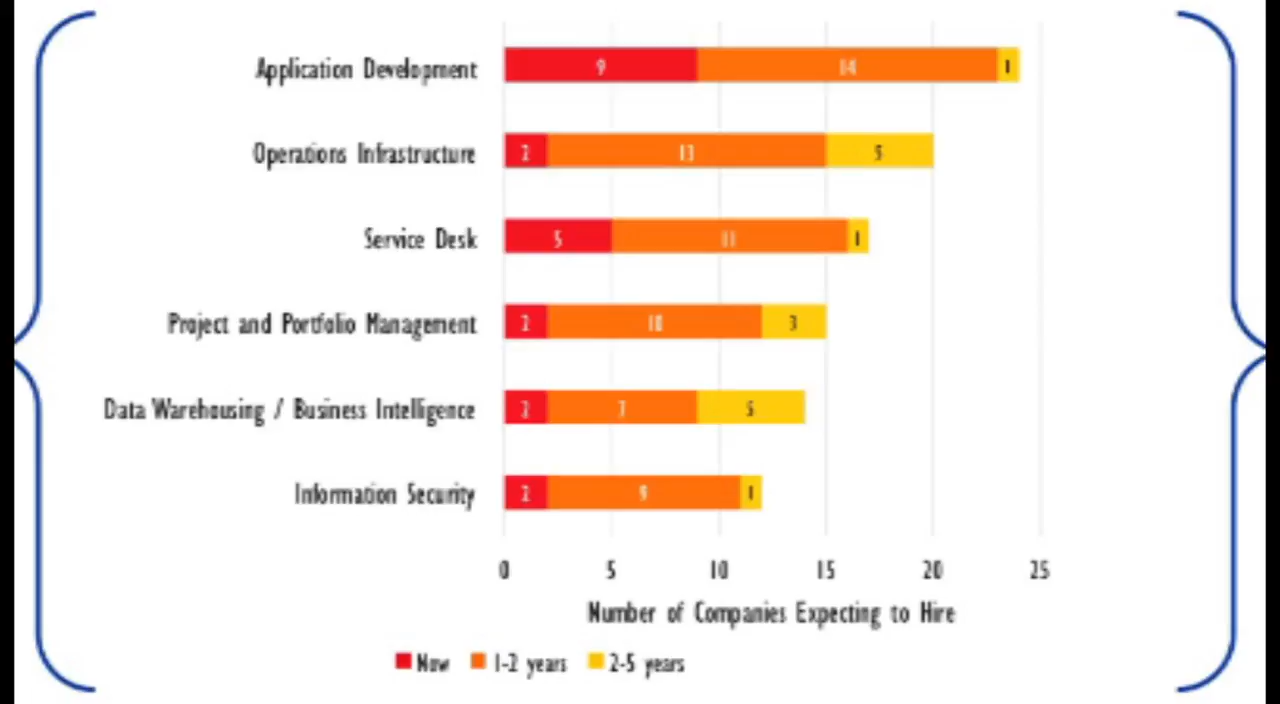 Application Development 9 14 1
Operations Infrastructure 2 13 5
Service Desk 5 11 1
Project and Portfolio Management 2 10 3
Data Warehousing / Business Intelligence 2 7 5
Information Security 2 9 1
0 5 10 15 20 25
Number of Companies Expecting to Hire
Now 1-2 years 2-5 years